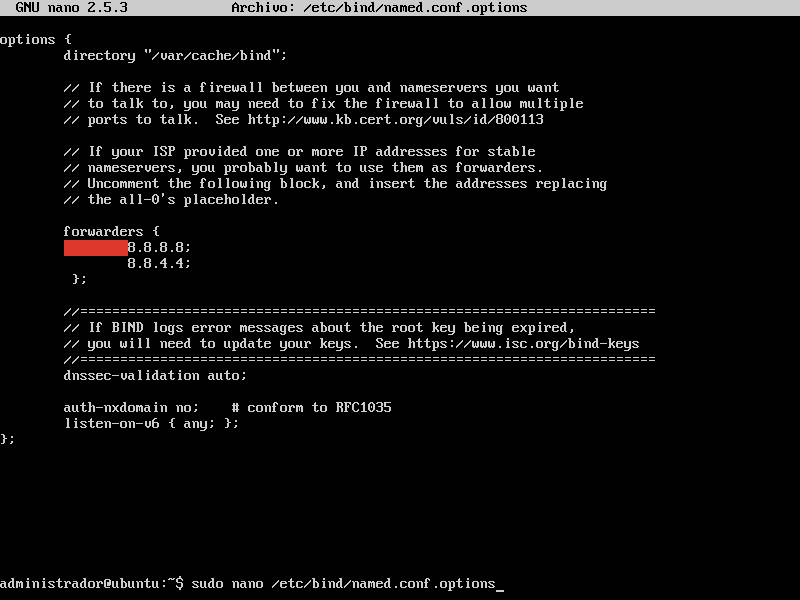 GNU nano 2.5.3 Archivo: /etc/bind/named.conf.options
options {
directory "/var/cache/bind";
// If there is a firewall between you and nameservers you want
// to talk to, you may need to fix the firewall to allow multiple
// ports to talk.  See http://www.kb.cert.org/vuls/id/800113
// If your ISP provided one or more IP addresses for stable
// nameservers, you probably want to use them as forwarders.
// Uncomment the following block, and insert the addresses replacing
// the all-0's placeholder.
forwarders {
8.8.8.8;
8.8.4.4;
};
//========================================================================
// If BIND logs error messages about the root key being expired,
// you will need to update your keys.  See https://www.isc.org/bind-keys
//========================================================================
dnssec-validation auto;
auth-nxdomain no;    # conform to RFC1035
listen-on-v6 { any; };
};
administrador@ubuntu:~$ sudo nano /etc/bind/named.conf.options_